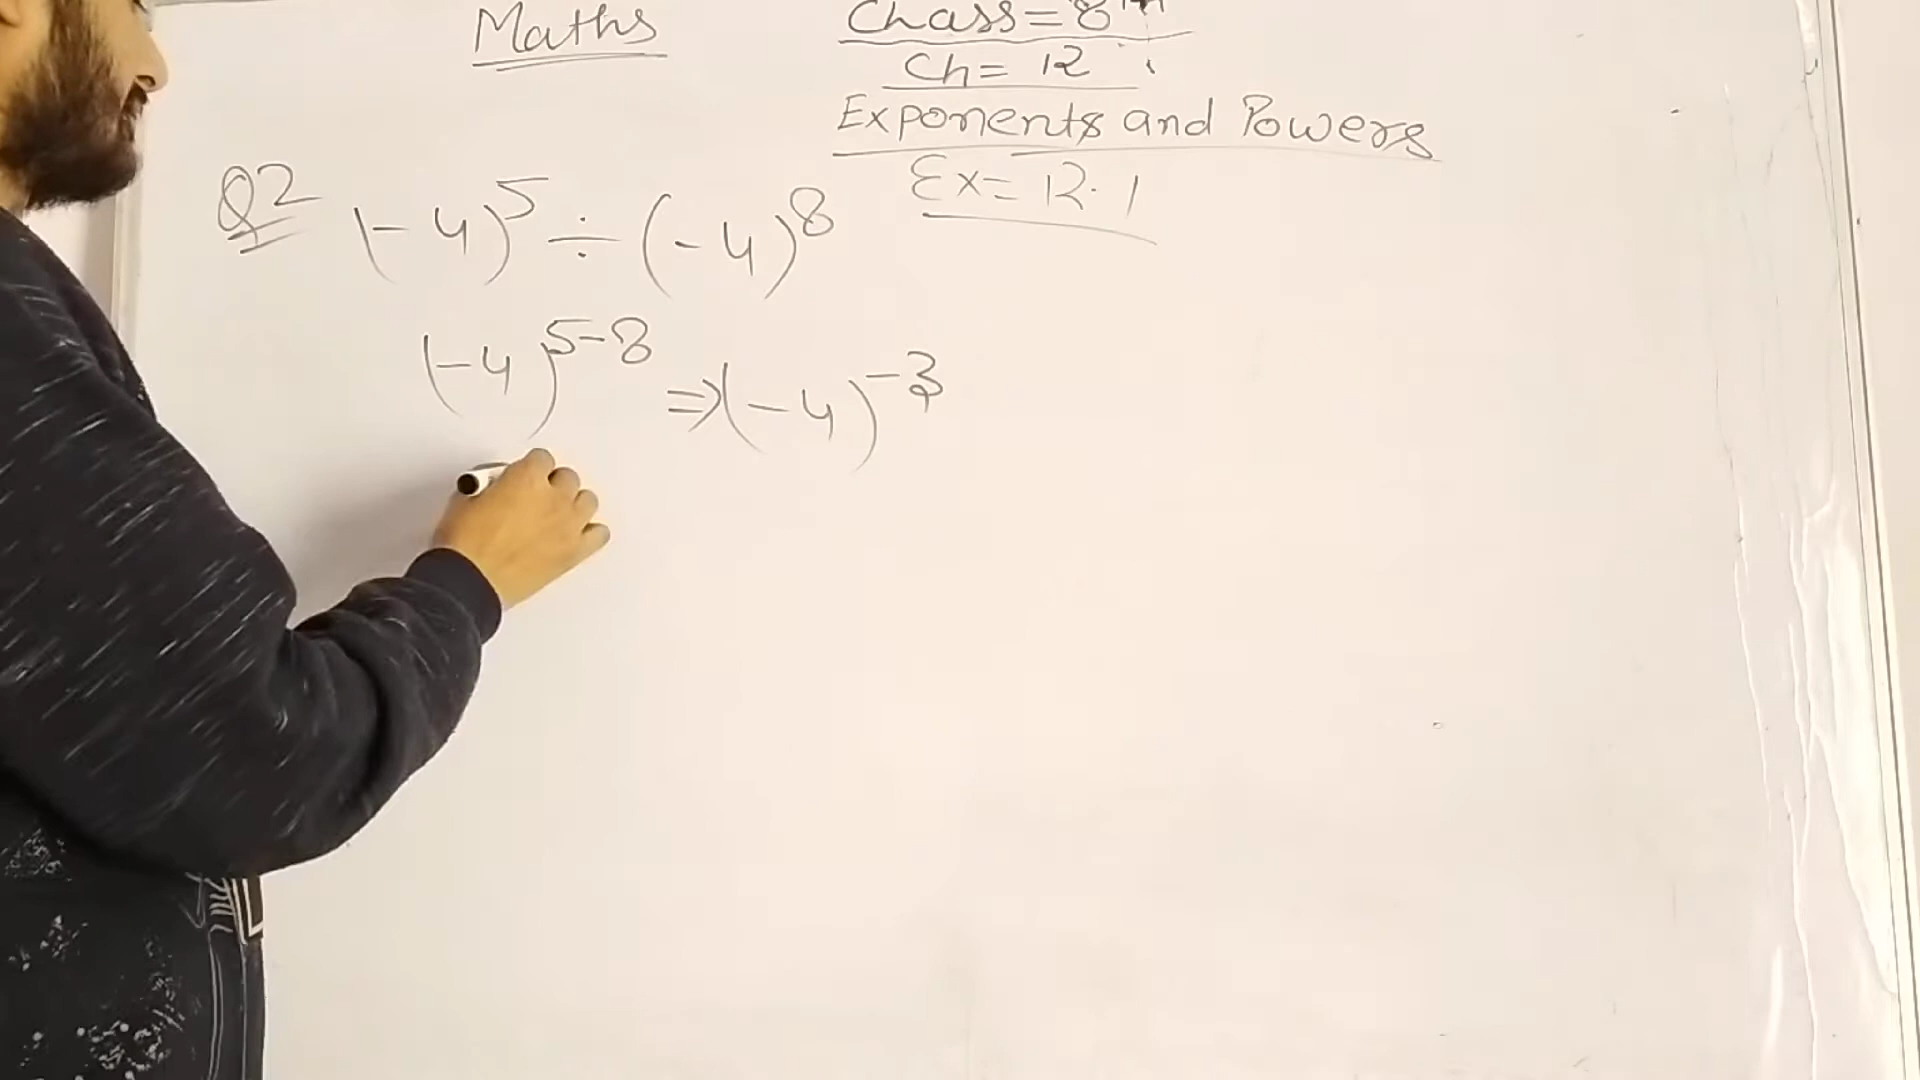 Maths
Class = 8th
Ch = 12
Exponents and Powers
Ex = 12.1
Q2 (-4)⁵ ÷ (-4)⁸
(-4)⁵⁻⁸ ⇒ (-4)⁻³